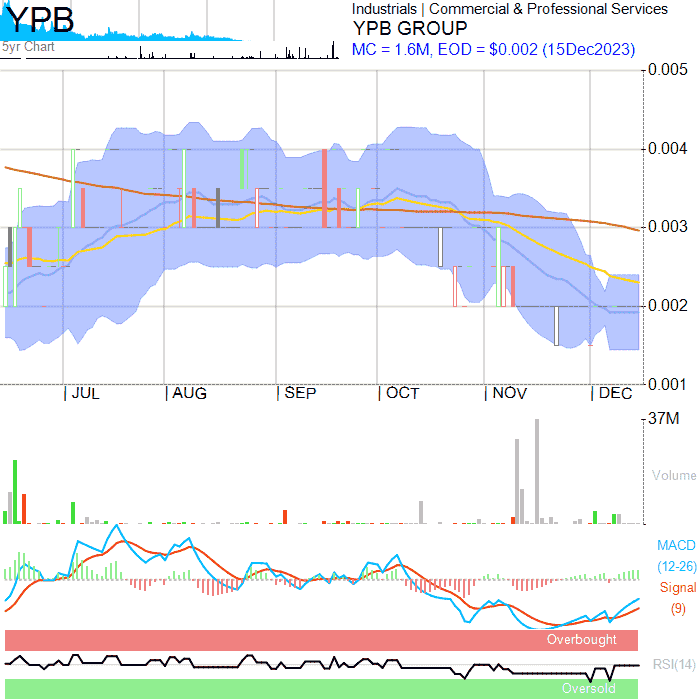 YPB
5yr Chart
Industrials | Commercial & Professional Services
YPB GROUP
MC = 1.6M, EOD = $0.002 (15Dec2023)
0.005
0.004
0.003
0.002
0.001
| JUL | AUG | SEP | OCT | NOV | DEC
37M
Volume
MACD
(12-26)
Signal
(9)
Overbought
RSI(14)
Oversold